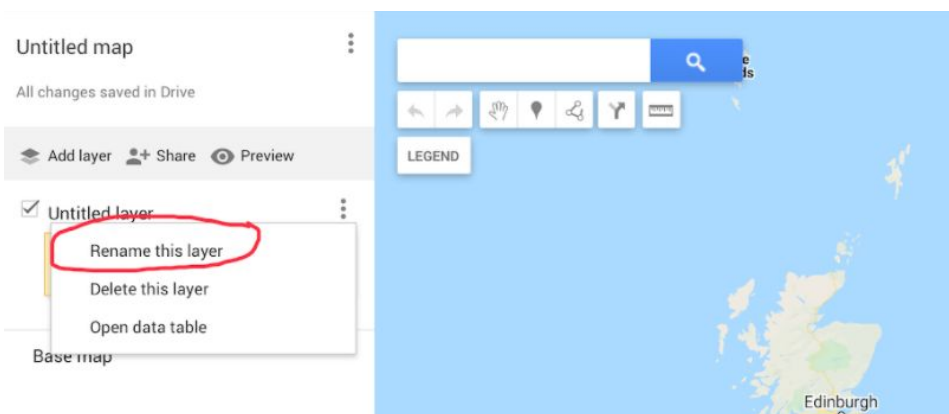 Untitled map
All changes saved in Drive
Add layer Share Preview
Untitled layer
Rename this layer
Delete this layer
Open data table
Base map
LEGEND
Edinburgh